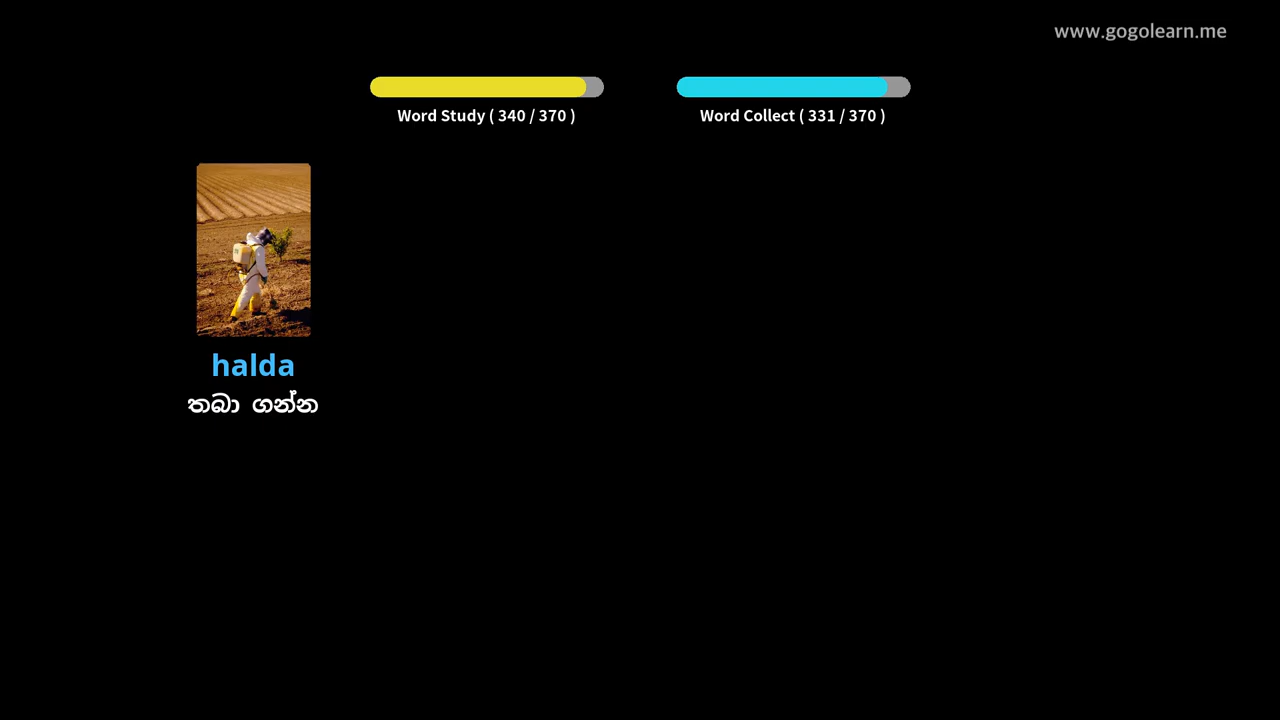 www.gogolearn.me
Word Study ( 340 / 370 )
Word Collect ( 331 / 370 )
halda
තබා ගන්න